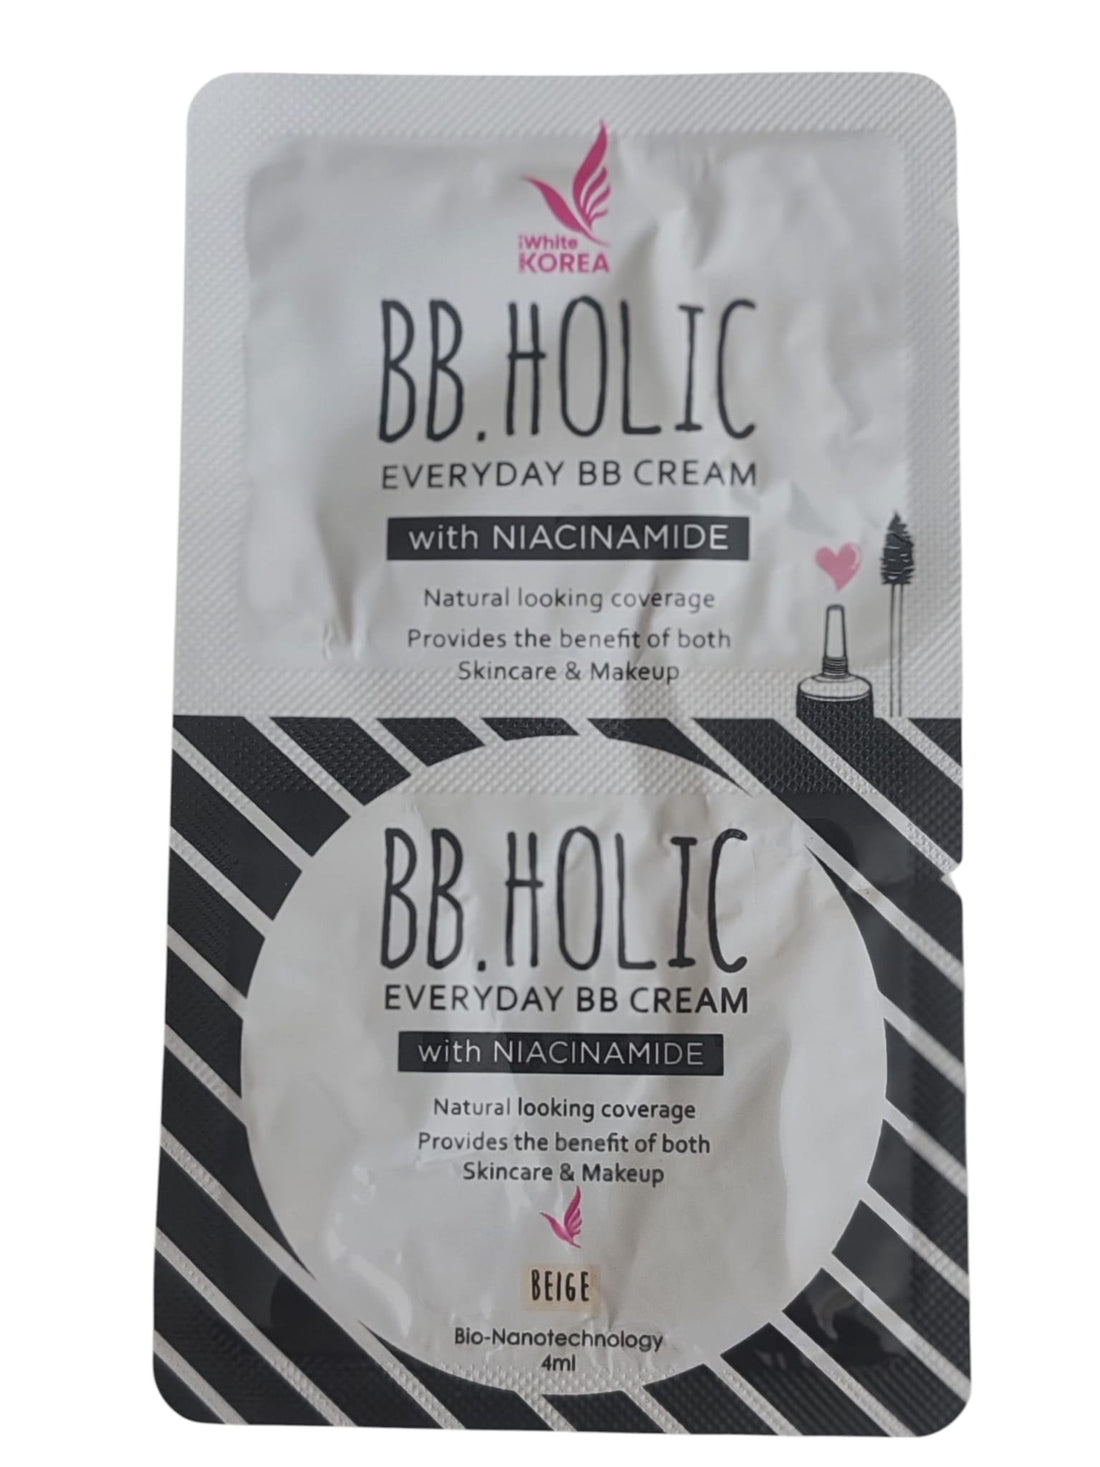 iWhite
KOREA
BB.HOLIC
EVERYDAY BB CREAM
with NIACINAMIDE
Natural looking coverage
Provides the benefit of both
Skincare & Makeup
BB.HOLIC
EVERYDAY BB CREAM
with NIACINAMIDE
Natural looking coverage
Provides the benefit of both
Skincare & Makeup
BEIGE
Bio-Nanotechnology
4ml